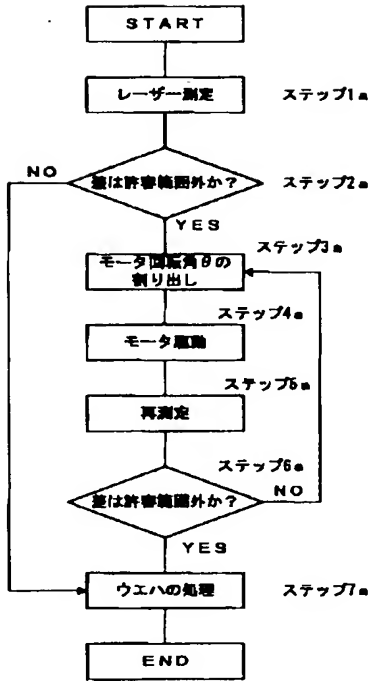 START
レーザー測定
ステップ1a
差は許容範囲外か?
ステップ2a
NO
YES
ステップ3a
モータ回転角θの
割り出し
ステップ4a
モータ駆動
ステップ5a
再測定
ステップ6a
差は許容範囲外か?
NO
YES
ウエハの処理
ステップ7a
END